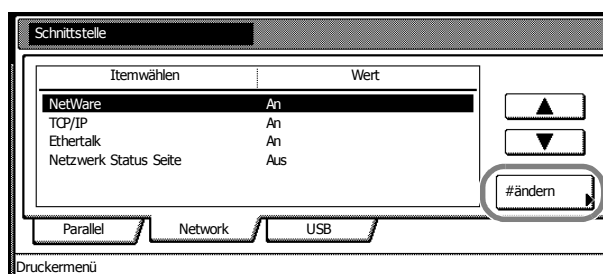 Schnittstelle
Itemwählen Wert
NetWare An
TCP/IP An
Ethertalk An
Netzwerk Status Seite Aus
#ändern
Parallel Network USB
Druckermenü